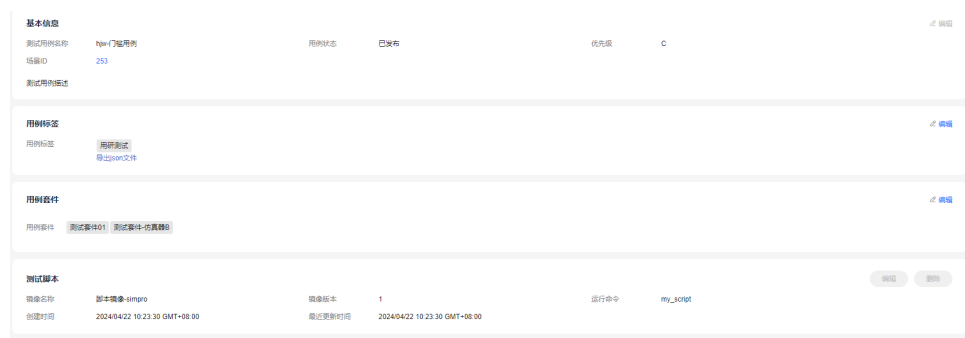 基本信息 编辑
测试用例名称 hjw-门槛用例 用例状态 已发布 优先级 C
场景ID 253
测试用例描述
用例标签 编辑
用例标签 用研测试
导出json文件
用例套件 编辑
用例套件 测试套件01 测试套件-仿真器B
测试脚本 编辑 删除
镜像名称 脚本镜像-simpro 镜像版本 1 运行命令 my_script
创建时间 2024/04/22 10:23:30 GMT+08:00 最近更新时间 2024/04/22 10:23:30 GMT+08:00